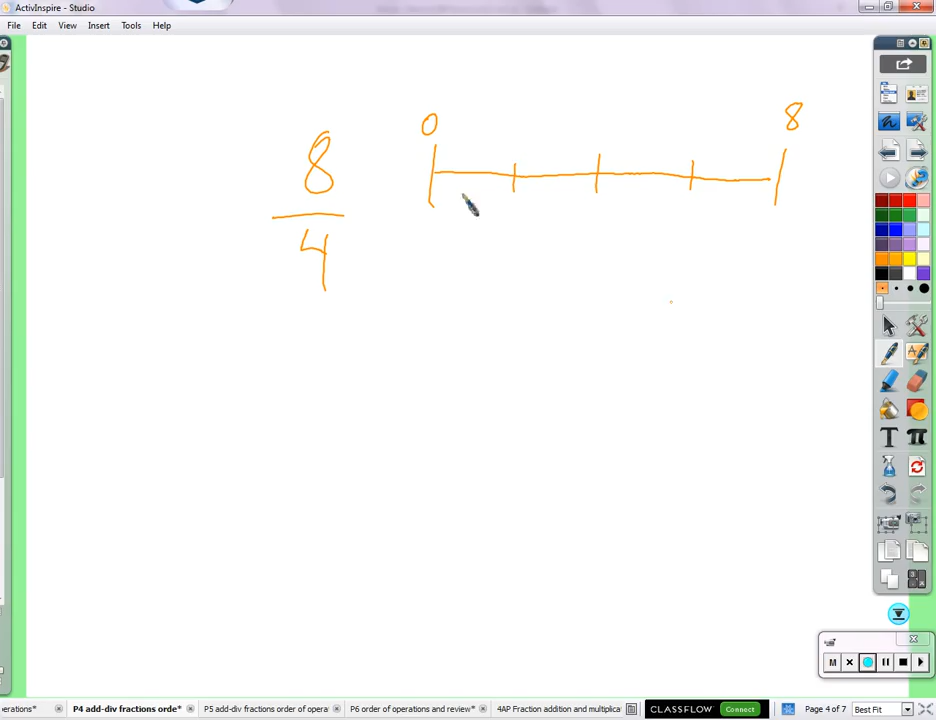 ActivInspire - Studio
File Edit View Insert Tools Help
0
8
8
4
T π
M
perations* P4 add-div fractions orde* P5 add-div fractions order of opera P6 order of operations and review* 4AP Fraction addition and multiplica CLASSFLOW Connect Page 4 of 7 Best Fit